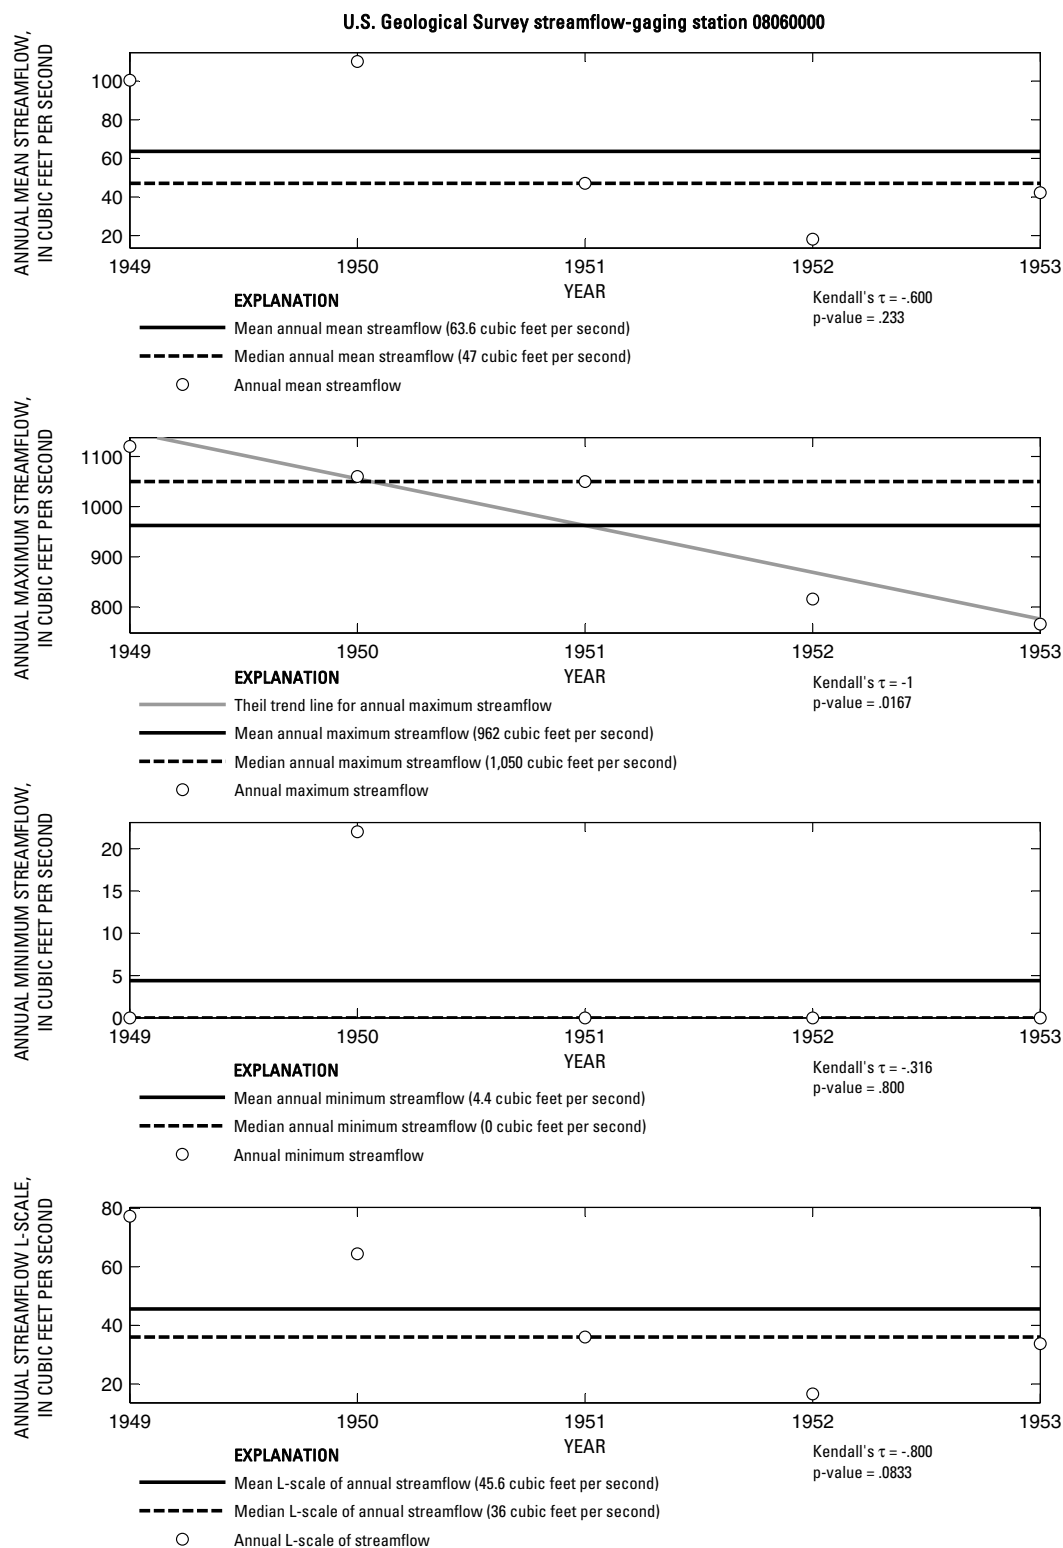 U.S. Geological Survey streamflow-gaging station 08060000
ANNUAL MEAN STREAMFLOW,
IN CUBIC FEET PER SECOND
100
80
60
40
20
1949 1950 1951 1952 1953
YEAR
Kendall's τ = -.600
p-value = .233
EXPLANATION
Mean annual mean streamflow (63.6 cubic feet per second)
Median annual mean streamflow (47 cubic feet per second)
Annual mean streamflow
ANNUAL MAXIMUM STREAMFLOW,
IN CUBIC FEET PER SECOND
1100
1000
900
800
1949 1950 1951 1952 1953
YEAR
Kendall's τ = -1
p-value = .0167
EXPLANATION
Theil trend line for annual maximum streamflow
Mean annual maximum streamflow (962 cubic feet per second)
Median annual maximum streamflow (1,050 cubic feet per second)
Annual maximum streamflow
ANNUAL MINIMUM STREAMFLOW,
IN CUBIC FEET PER SECOND
20
15
10
5
0
1949 1950 1951 1952 1953
YEAR
Kendall's τ = -.316
p-value = .800
EXPLANATION
Mean annual minimum streamflow (4.4 cubic feet per second)
Median annual minimum streamflow (0 cubic feet per second)
Annual minimum streamflow
ANNUAL STREAMFLOW L-SCALE,
IN CUBIC FEET PER SECOND
80
60
40
20
1949 1950 1951 1952 1953
YEAR
Kendall's τ = -.800
p-value = .0833
EXPLANATION
Mean L-scale of annual streamflow (45.6 cubic feet per second)
Median L-scale of annual streamflow (36 cubic feet per second)
Annual L-scale of streamflow